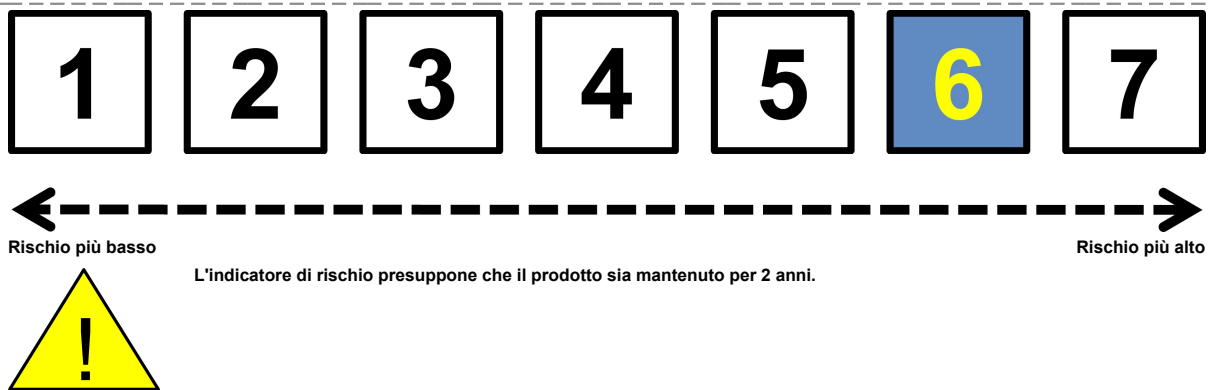 1 2 3 4 5 6 7
Rischio più basso Rischio più alto
L'indicatore di rischio presuppone che il prodotto sia mantenuto per 2 anni.
!